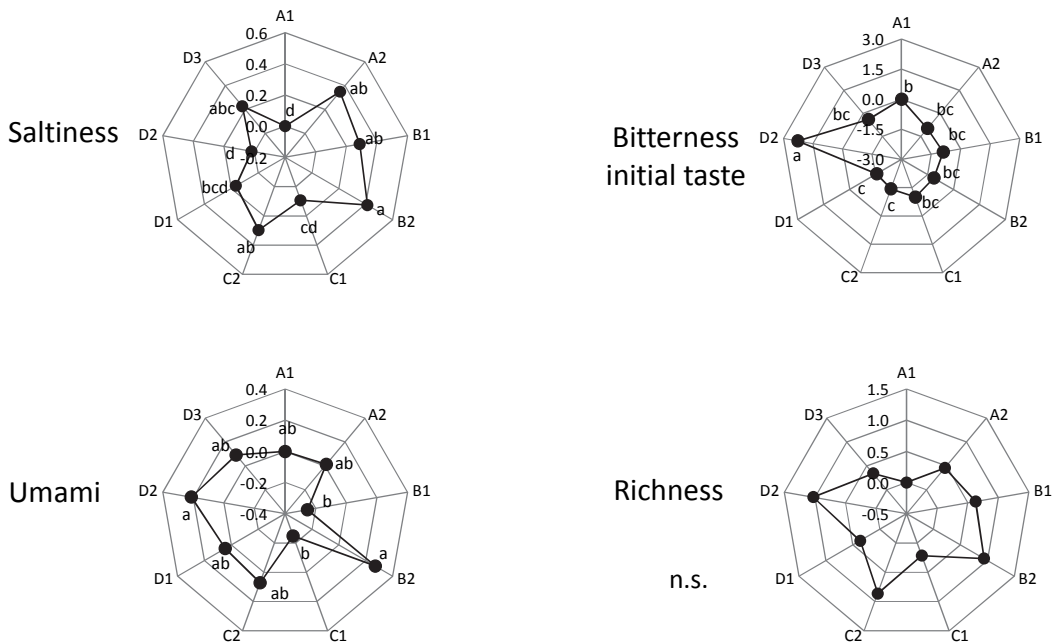 Saltiness
A1
A2
B1
B2
C1
C2
D1
D2
D3
0.6
0.4
0.2
0.0
-0.2
d
ab
ab
a
cd
ab
bcd
d
abc
Bitterness
initial taste
A1
A2
B1
B2
C1
C2
D1
D2
D3
3.0
1.5
0.0
-1.5
-3.0
b
bc
bc
bc
bc
c
c
a
bc
Umami
A1
A2
B1
B2
C1
C2
D1
D2
D3
0.4
0.2
0.0
-0.2
-0.4
ab
ab
b
a
b
ab
ab
a
ab
Richness
n.s.
A1
A2
B1
B2
C1
C2
D1
D2
D3
1.5
1.0
0.5
0.0
-0.5